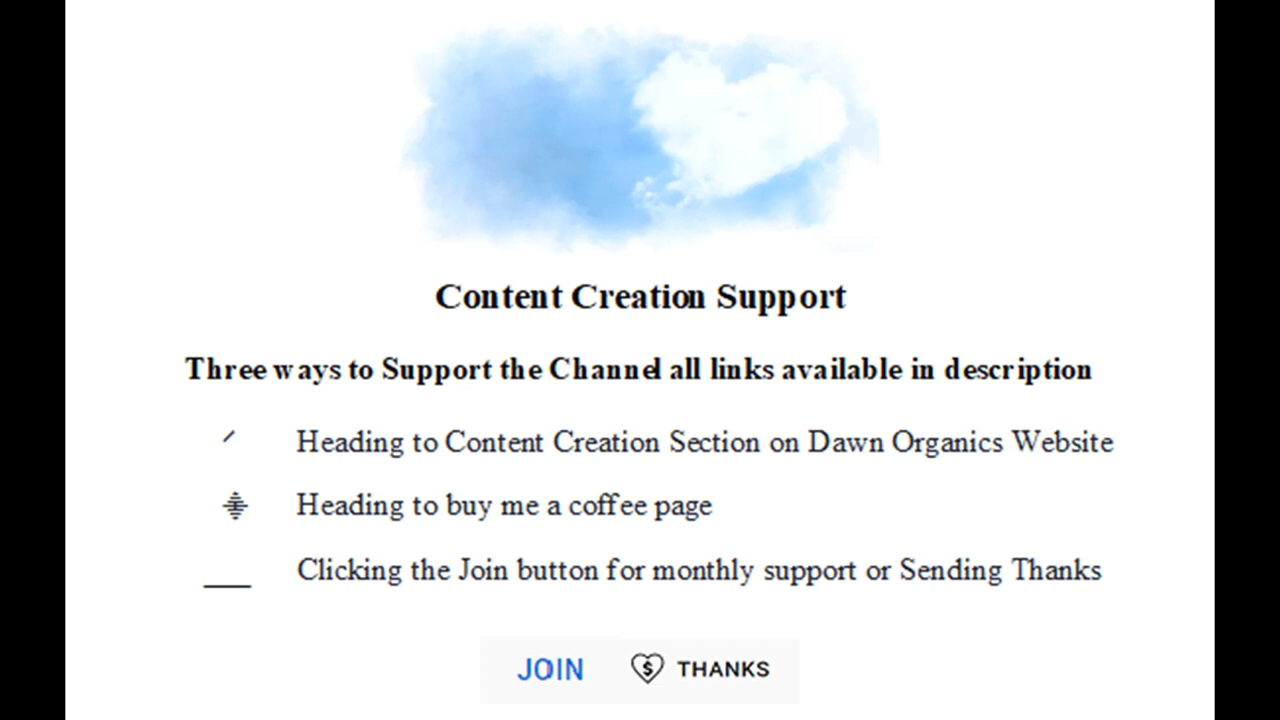 Content Creation Support
Three ways to Support the Channel all links available in description
Heading to Content Creation Section on Dawn Organics Website
Heading to buy me a coffee page
Clicking the Join button for monthly support or Sending Thanks
JOIN $ THANKS